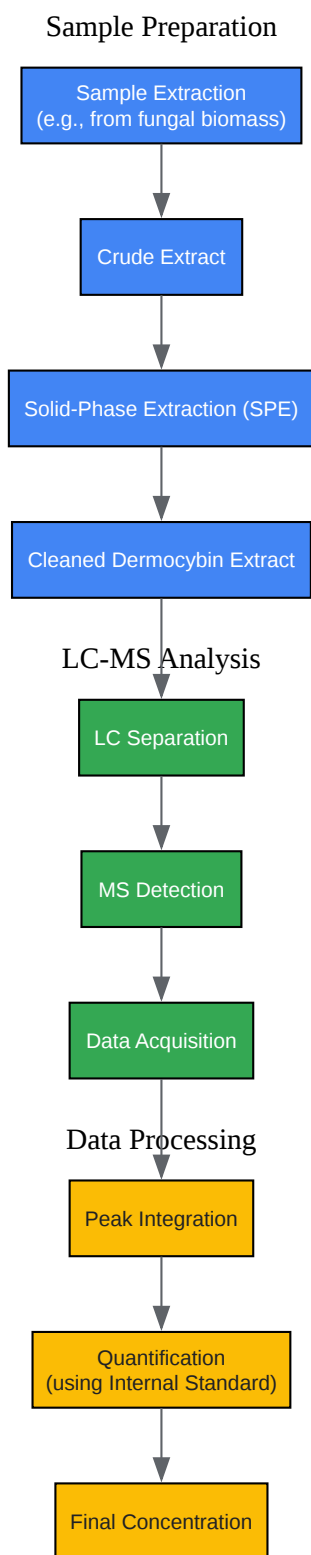 Sample Preparation
Sample Extraction
(e.g., from fungal biomass)
Crude Extract
Solid-Phase Extraction (SPE)
Cleaned Dermocybin Extract
LC-MS Analysis
LC Separation
MS Detection
Data Acquisition
Data Processing
Peak Integration
Quantification
(using Internal Standard)
Final Concentration